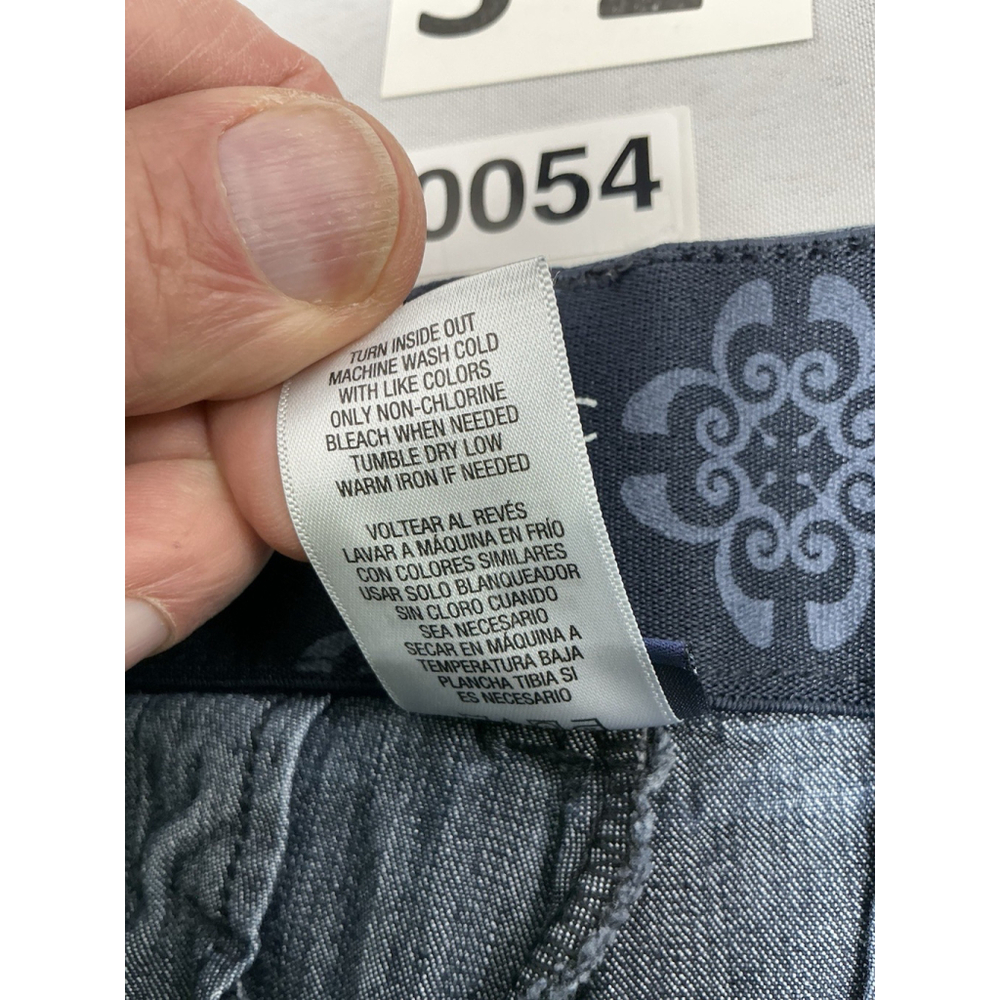 0054
TURN INSIDE OUT
MACHINE WASH COLD
WITH LIKE COLORS
ONLY NON-CHLORINE
BLEACH WHEN NEEDED
TUMBLE DRY LOW
WARM IRON IF NEEDED
VOLTEAR AL REVÉS
LAVAR A MÁQUINA EN FRÍO
CON COLORES SIMILARES
USAR SOLO BLANQUEADOR
SIN CLORO CUANDO
SEA NECESARIO
SECAR EN MÁQUINA A
TEMPERATURA BAJA
PLANCHA TIBIA SI
ES NECESARIO